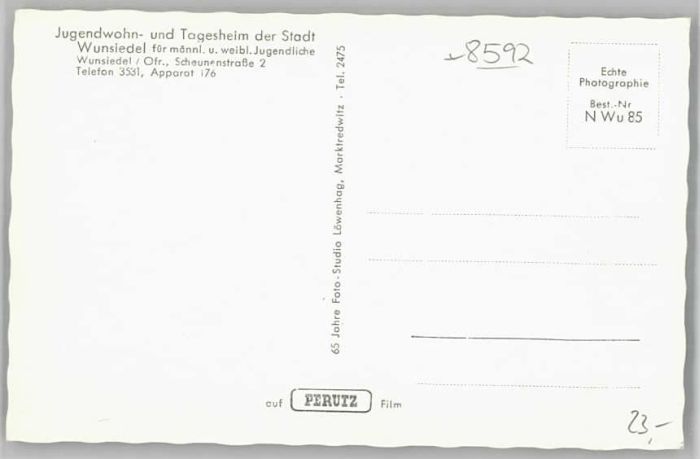 Jugendwohn- und Tagesheim der Stadt
Wunsiedel für männl. u. weibl. Jugendliche
Wunsiedel / Ofr., Scheunenstraße 2
Telefon 3531, Apparat 176
65 Jahre Foto-Studio Löwenhag, Marktredwitz · Tel. 2475
8592
Echte
Photographie
Best.-Nr
N Wu 85
auf PERUTZ Film
23,-